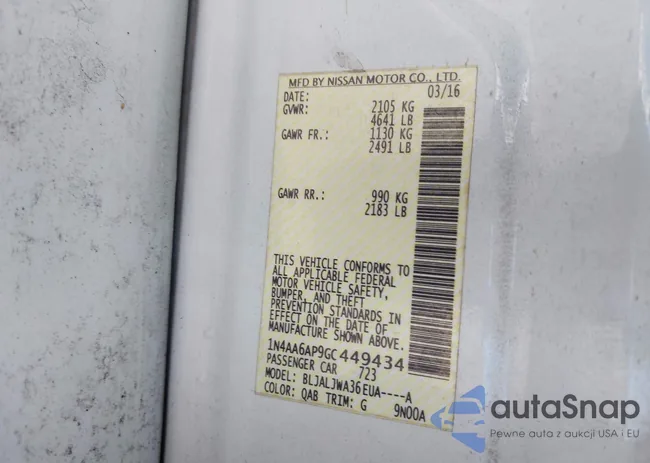 MFD BY NISSAN MOTOR CO., LTD.
DATE: 03/16
GVWR: 2105 KG
4641 LB
GAWR FR.: 1130 KG
2491 LB
GAWR RR.: 990 KG
2183 LB
THIS VEHICLE CONFORMS TO
ALL APPLICABLE FEDERAL
MOTOR VEHICLE SAFETY,
BUMPER, AND THEFT
PREVENTION STANDARDS IN
EFFECT ON THE DATE OF
MANUFACTURE SHOWN ABOVE.
1N4AA6AP9GC449434
PASSENGER CAR 723
MODEL: BLJALJWA36EUA----A
COLOR: QAB TRIM: G 9N00A
autoSnap
Pewne auta z aukcji USA i EU